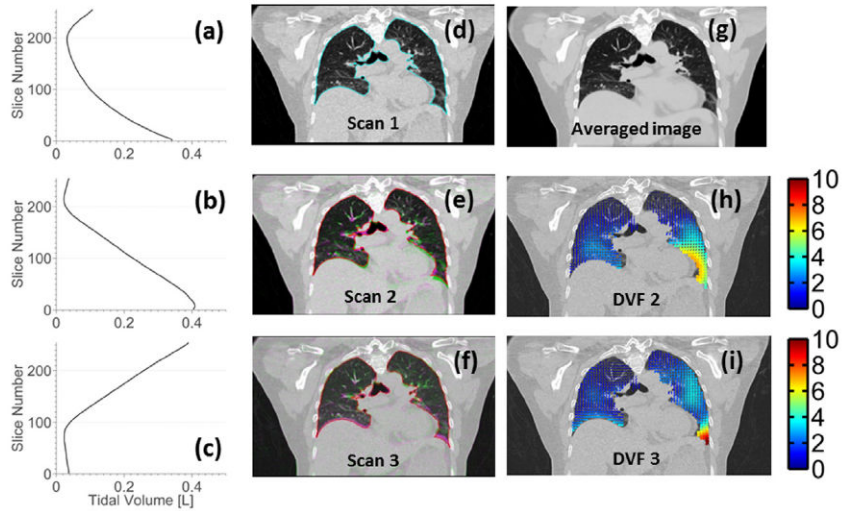 (a)
Slice Number
200
100
0
0
0.2
0.4
(b)
Slice Number
200
100
0
0
0.2
0.4
(c)
Slice Number
200
100
0
0
0.2
0.4
Tidal Volume [L]
(d)
Scan 1
(g)
Averaged image
(e)
Scan 2
(h)
DVF 2
10
8
6
4
2
0
(f)
Scan 3
(i)
DVF 3
10
8
6
4
2
0